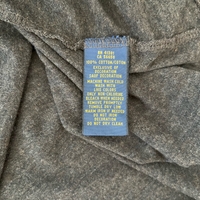 RN 41381
CA 36488
100% COTTON/COTON
EXCLUSIVE OF
DECORATION
SAUF DECORATION
MACHINE WASH COLD
WASH WITH
LIKE COLORS
ONLY NON-CHLORINE
BLEACH WHEN NEEDED
REMOVE PROMPTLY
TUMBLE DRY LOW
WARM IRON IF NEEDED
DO NOT IRON
DECORATION
DO NOT DRY CLEAN